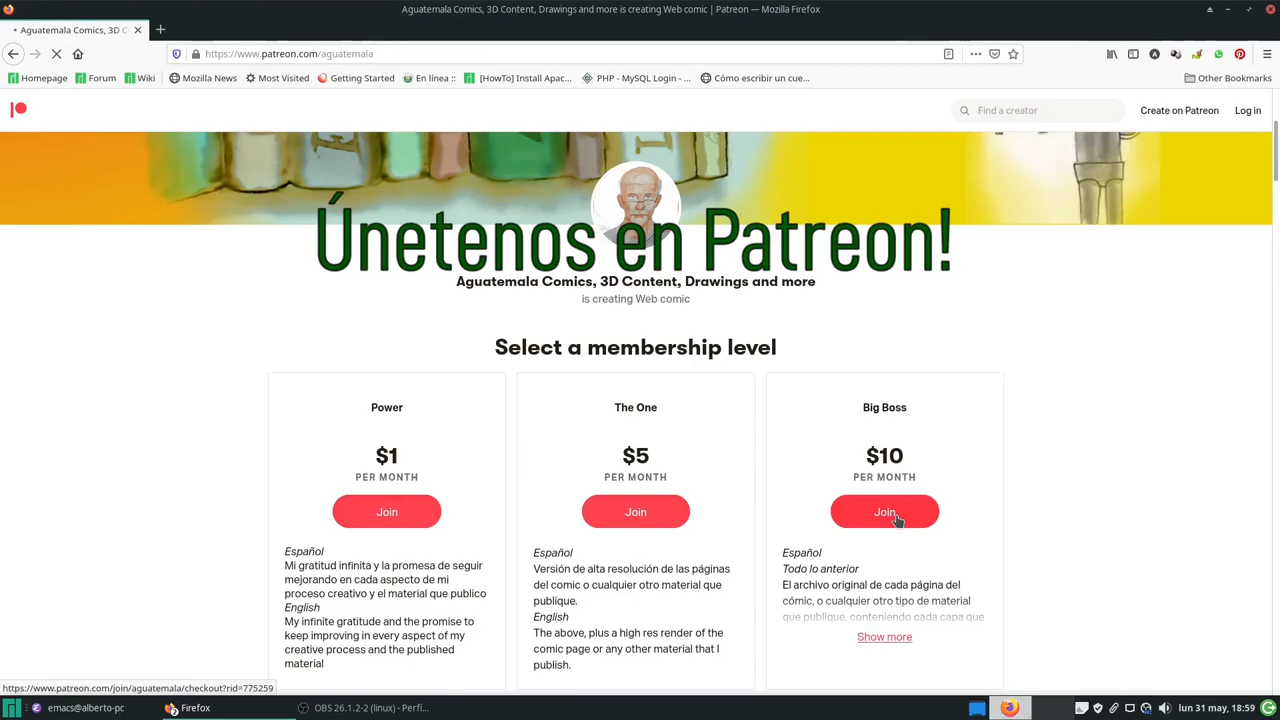 Aguatemala Comics, 3D Content, Drawings and more is creating Web comic | Patreon — Mozilla Firefox
Aguatemala Comics, 3D C
https://www.patreon.com/aguatemala
Homepage Forum Wiki Mozilla News Most Visited Getting Started En línea :: [HowTo] Install Apac... PHP - MySQL Login - ... Cómo escribir un cue... Other Bookmarks
Find a creator Create on Patreon Log in
Únetenos en Patreon!
Aguatemala Comics, 3D Content, Drawings and more
is creating Web comic
Select a membership level
Power
$1
PER MONTH
Join
Español
Mi gratitud infinita y la promesa de seguir
mejorando en cada aspecto de mi
proceso creativo y el material que publico
English
My infinite gratitude and the promise to
keep improving in every aspect of my
creative process and the published
material
The One
$5
PER MONTH
Join
Español
Versión de alta resolución de las páginas
del comic o cualquier otro material que
publique.
English
The above, plus a high res render of the
comic page or any other material that I
publish.
Big Boss
$10
PER MONTH
Join
Español
Todo lo anterior
El archivo original de cada página del
cómic, o cualquier otro tipo de material
que publique, conteniendo cada capa que
Show more
https://www.patreon.com/join/aguatemala/checkout?rid=775259
emacs@alberto-pc Firefox OBS 26.1.2-2 (linux) - Perfi... lun 31 may, 18:59